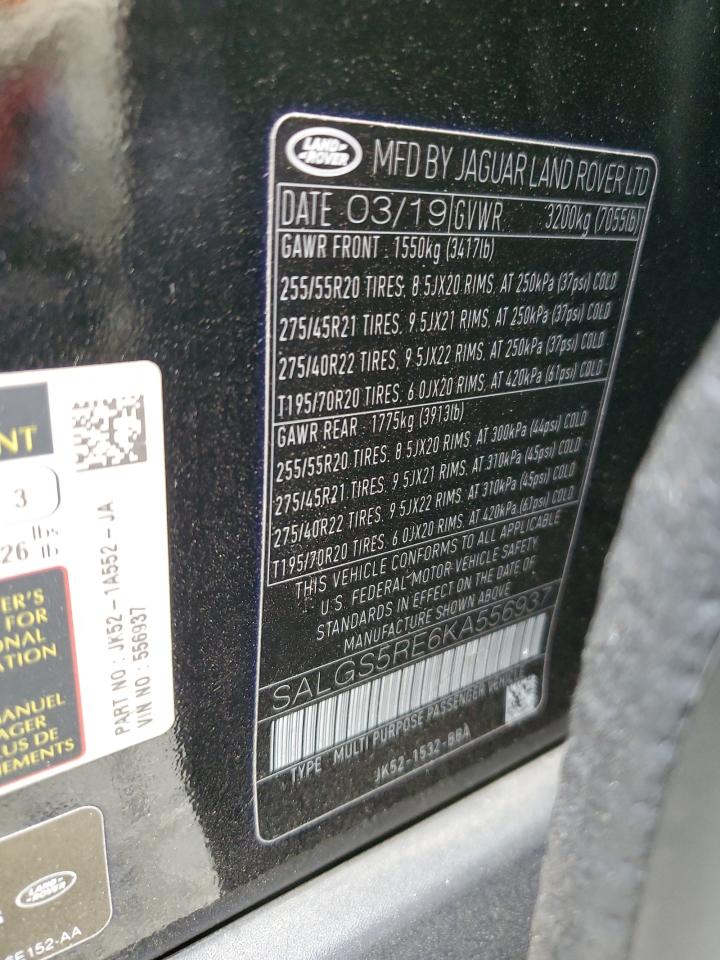 LAND
ROVER
MFD BY JAGUAR LAND ROVER LTD
DATE 03/19 GVWR 3200kg (7055lb)
GAWR FRONT 1550kg (3417lb)
255/55R20 TIRES, 8.5JX20 RIMS, AT 250kPa (37psi) COLD
275/45R21 TIRES, 9.5JX21 RIMS, AT 250kPa (37psi) COLD
275/40R22 TIRES, 9.5JX22 RIMS, AT 250kPa (37psi) COLD
T195/70R20 TIRES, 6.0JX20 RIMS, AT 420kPa (61psi) COLD
GAWR REAR 1775kg (3913lb)
255/55R20 TIRES, 8.5JX20 RIMS, AT 300kPa (44psi) COLD
275/45R21 TIRES, 9.5JX21 RIMS, AT 310kPa (45psi) COLD
275/40R22 TIRES, 9.5JX22 RIMS, AT 310kPa (45psi) COLD
T195/70R20 TIRES, 6.0JX20 RIMS, AT 420kPa (61psi) COLD
THIS VEHICLE CONFORMS TO ALL APPLICABLE
U.S. FEDERAL MOTOR VEHICLE SAFETY
STANDARDS IN EFFECT ON THE DATE OF
MANUFACTURE SHOWN ABOVE
SALGS5RE6KA556937
TYPE MULTI PURPOSE PASSENGER VEHICLE
JK52-1532-BBA
NT
3
lbs
26 lb
ER'S
FOR
ONAL
ATION
MANUEL
AGER
LUS DE
NEMENTS
PART NO : JK52 - 1A552 - JA
VIN NO : 556937
LAND
ROVER
E152-AA